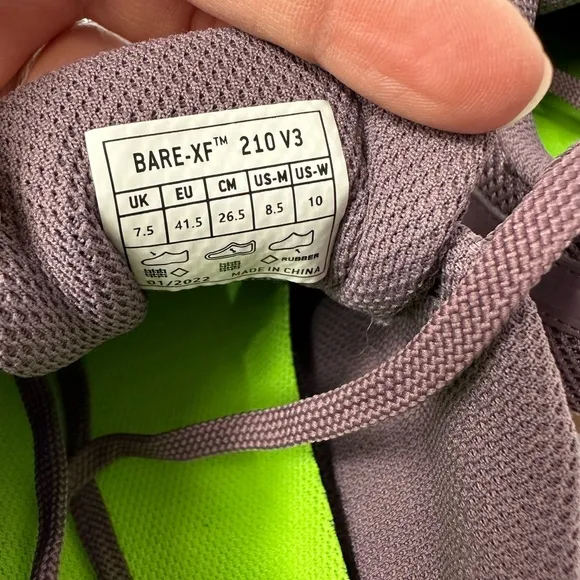 BARE-XF™ 210 V3
UK EU CM US-M US-W
7.5 41.5 26.5 8.5 10
RUBBER
01/2022 MADE IN CHINA